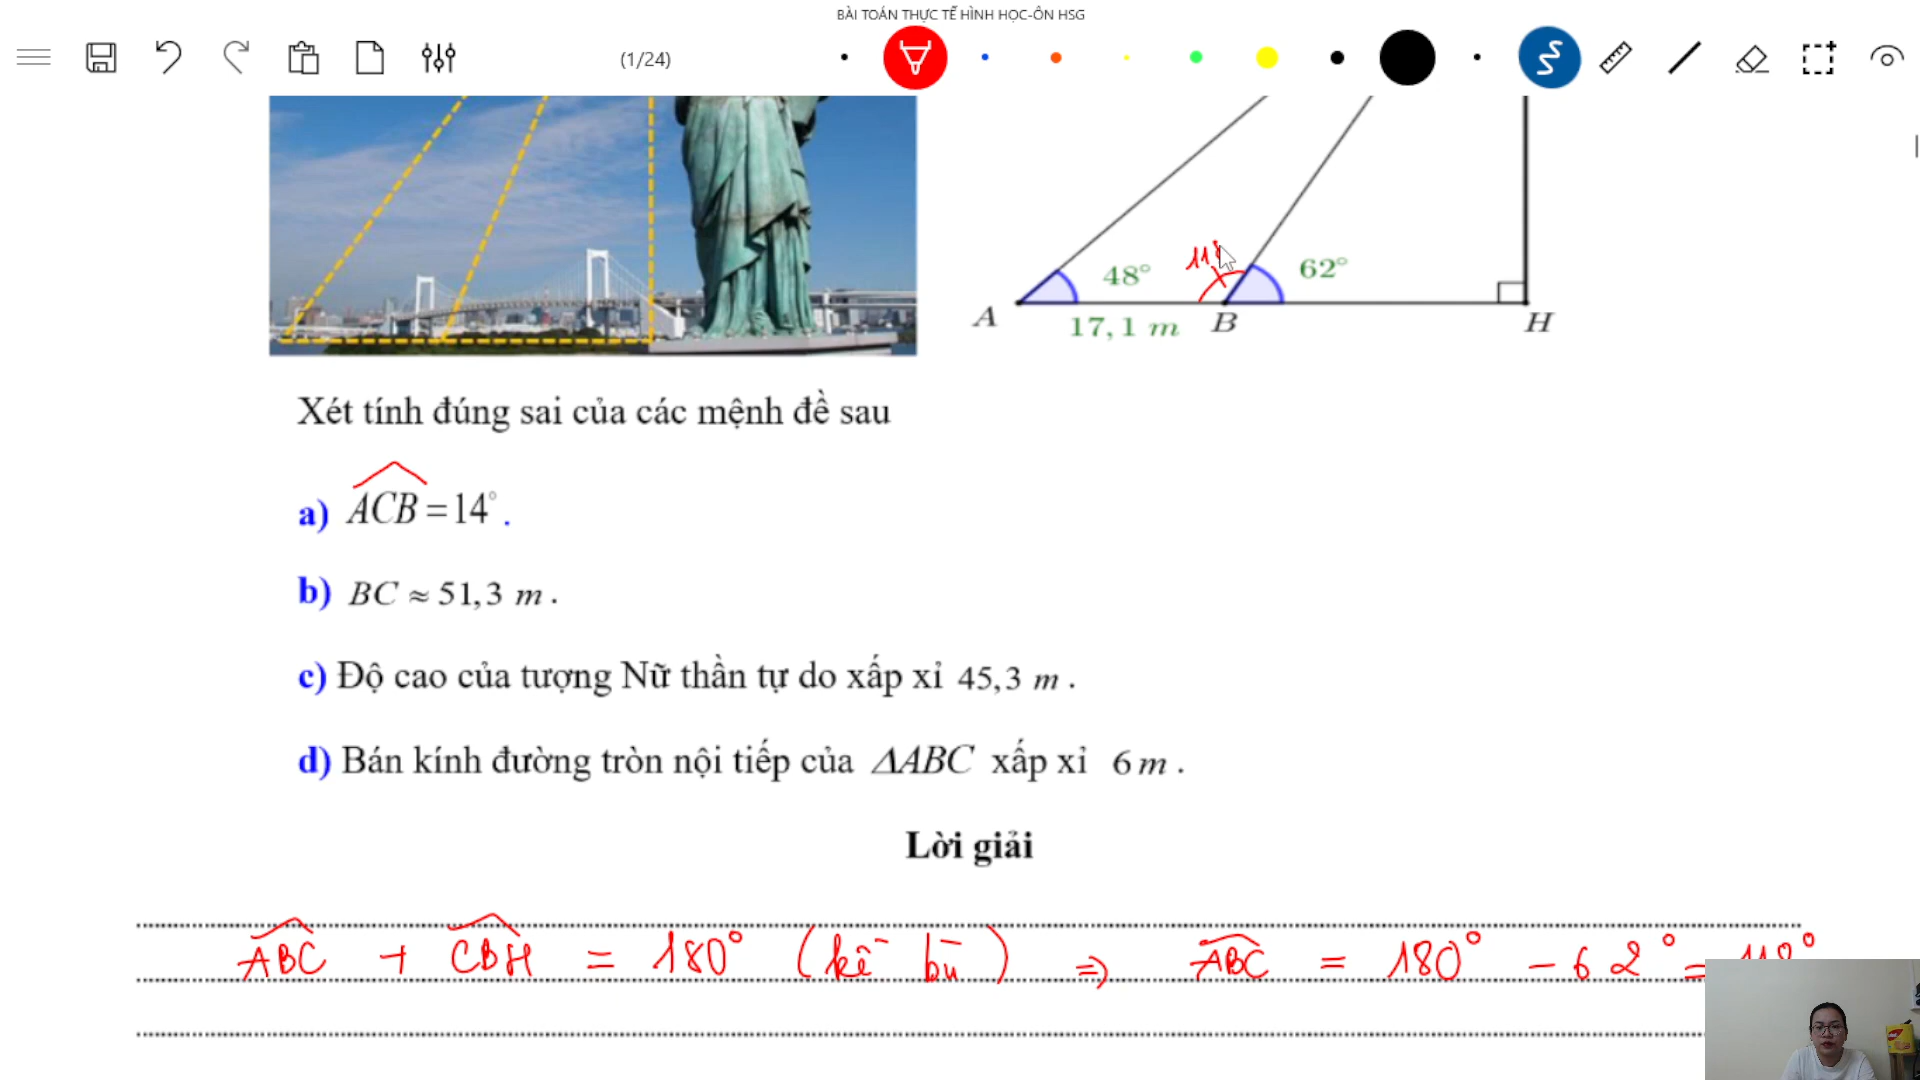 BÀI TOÁN THỰC TẾ HÌNH HỌC-ÔN HSG
(1/24)
48° 118 62°
A 17,1 m B H
Xét tính đúng sai của các mệnh đề sau
a) ACB = 14°.
b) BC ≈ 51,3 m.
c) Độ cao của tượng Nữ thần tự do xấp xỉ 45,3 m.
d) Bán kính đường tròn nội tiếp của ΔABC xấp xỉ 6 m.
Lời giải
ABC + CBH = 180° (kề bù) ⇒ ABC = 180° - 62° = 118°